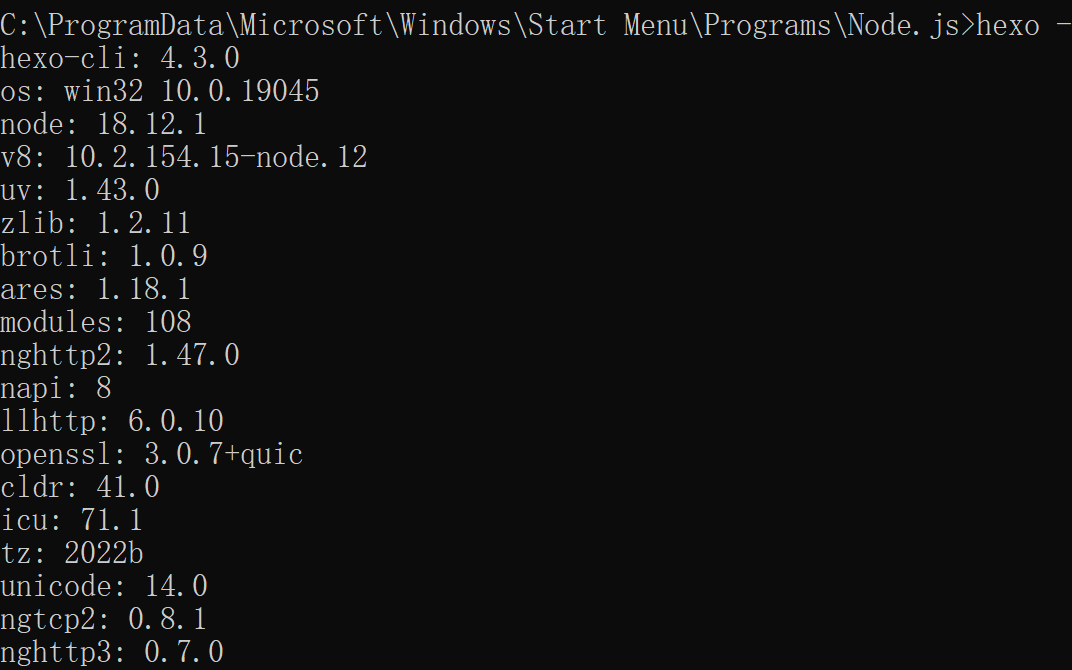 C:\ProgramData\Microsoft\Windows\Start Menu\Programs\Node.js>hexo -
hexo-cli: 4.3.0
os: win32 10.0.19045
node: 18.12.1
v8: 10.2.154.15-node.12
uv: 1.43.0
zlib: 1.2.11
brotli: 1.0.9
ares: 1.18.1
modules: 108
nghttp2: 1.47.0
napi: 8
llhttp: 6.0.10
openssl: 3.0.7+quic
cldr: 41.0
icu: 71.1
tz: 2022b
unicode: 14.0
ngtcp2: 0.8.1
nghttp3: 0.7.0